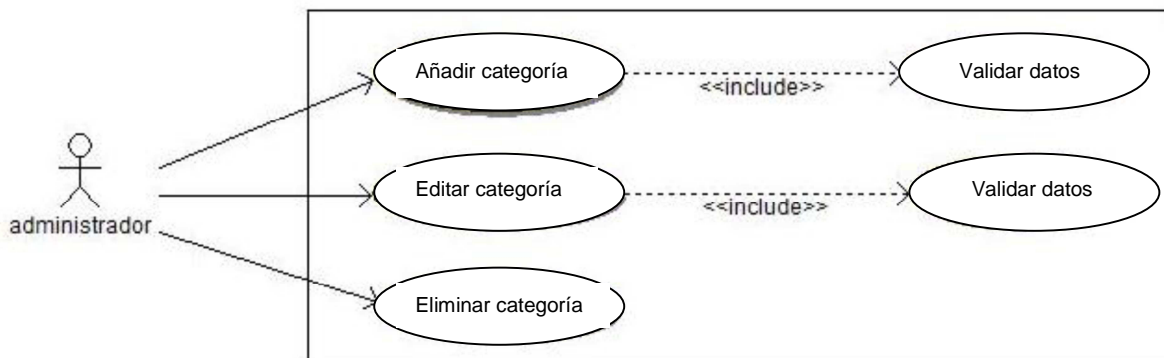 Añadir categoría
Validar datos
<<include>>
Editar categoría
Validar datos
<<include>>
administrador
Eliminar categoría